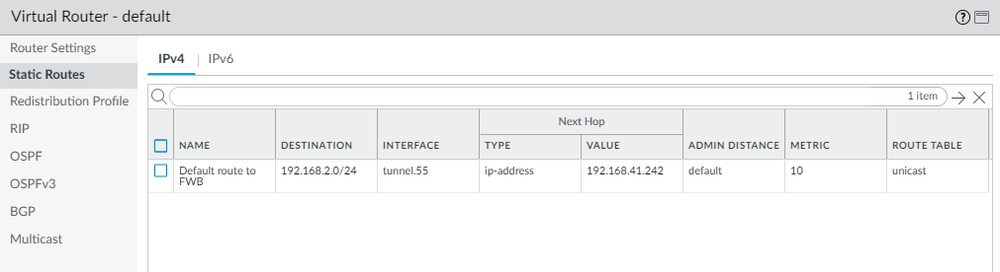 Virtual Router - default
Router Settings
Static Routes
Redistribution Profile
RIP
OSPF
OSPFv3
BGP
Multicast
IPv4 | IPv6
1 item
Next Hop
NAME DESTINATION INTERFACE TYPE VALUE ADMIN DISTANCE METRIC ROUTE TABLE
Default route to 192.168.2.0/24 tunnel.55 ip-address 192.168.41.242 default 10 unicast
FWB